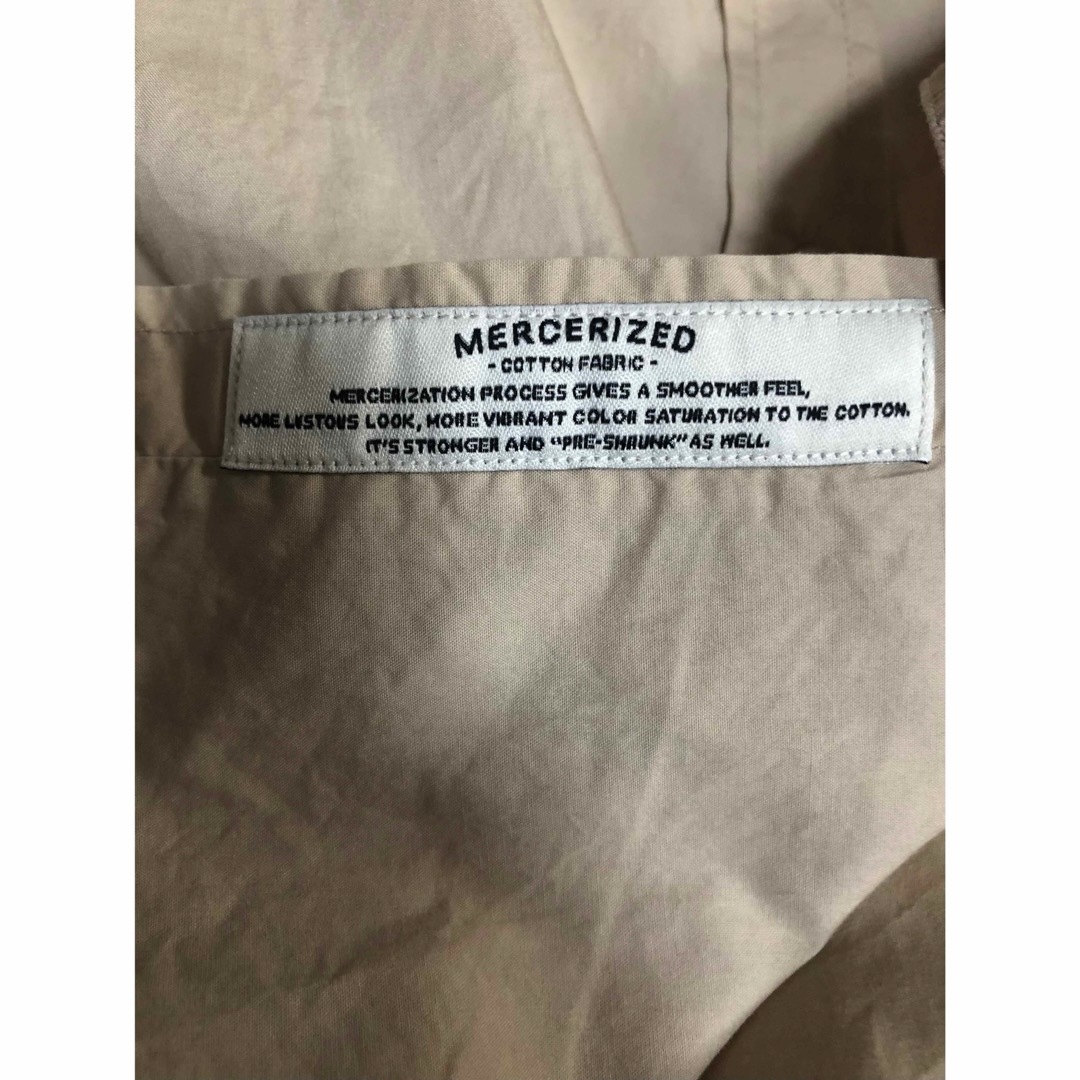 MERCERIZED
- COTTON FABRIC -
MERCERIZATION PROCESS GIVES A SMOOTHER FEEL,
MORE LUSTOUS LOOK, MORE VIBRANT COLOR SATURATION TO THE COTTON.
IT'S STRONGER AND "PRE-SHRUNK" AS WELL.